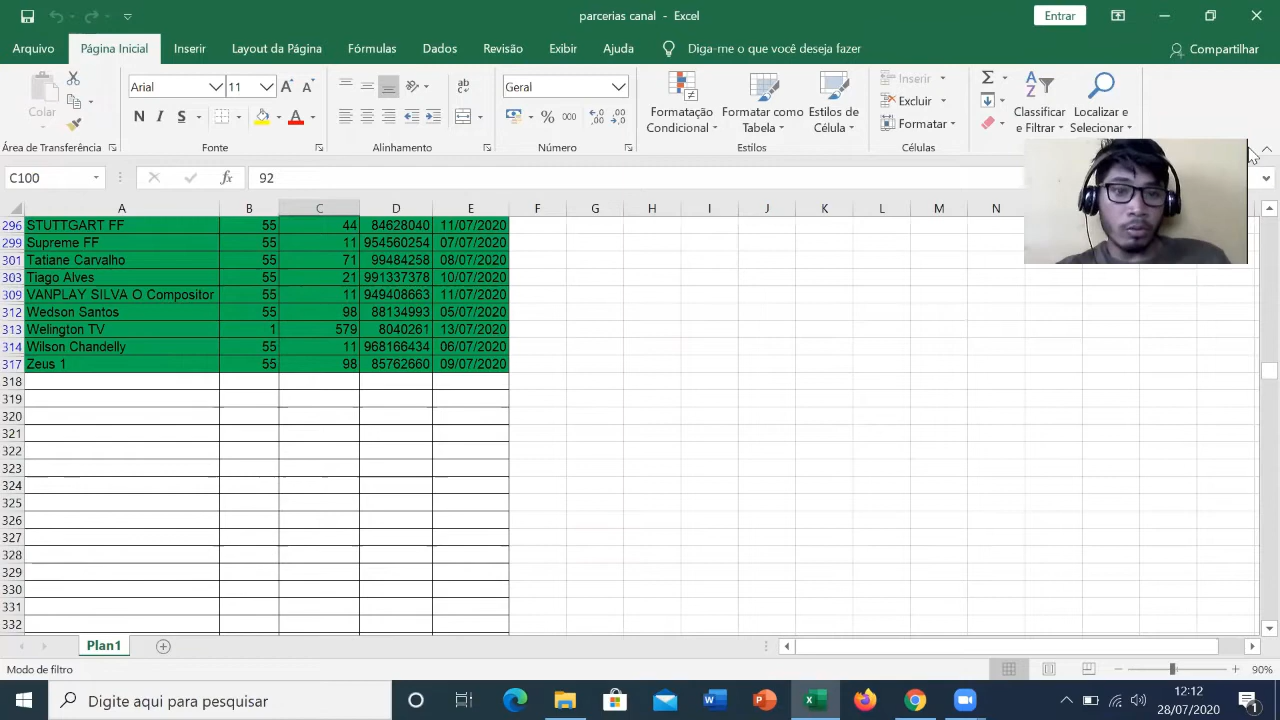 parcerias canal - Excel
Entrar
Arquivo Página Inicial Inserir Layout da Página Fórmulas Dados Revisão Exibir Ajuda Diga-me o que você deseja fazer Compartilhar
Colar
Área de Transferência
Arial 11
N I S
Fonte
Alinhamento
Geral
% 000
Número
Formatação Condicional
Formatar como Tabela
Estilos de Célula
Estilos
Inserir
Excluir
Formatar
Células
Classificar e Filtrar
Localizar e Selecionar
C100 fx 92
A B C D E F G H I J K L M N
296 STUTTGART FF 55 44 84628040 11/07/2020
299 Supreme FF 55 11 954560254 07/07/2020
301 Tatiane Carvalho 55 71 99484258 08/07/2020
303 Tiago Alves 55 21 991337378 10/07/2020
309 VANPLAY SILVA O Compositor 55 11 949408663 11/07/2020
312 Wedson Santos 55 98 88134993 05/07/2020
313 Welington TV 1 579 8040261 13/07/2020
314 Wilson Chandelly 55 11 968166434 06/07/2020
317 Zeus 1 55 98 85762660 09/07/2020
318
319
320
321
322
323
324
325
326
327
328
329
330
331
332
Plan1
Modo de filtro 90%
Digite aqui para pesquisar
12:12
28/07/2020
1